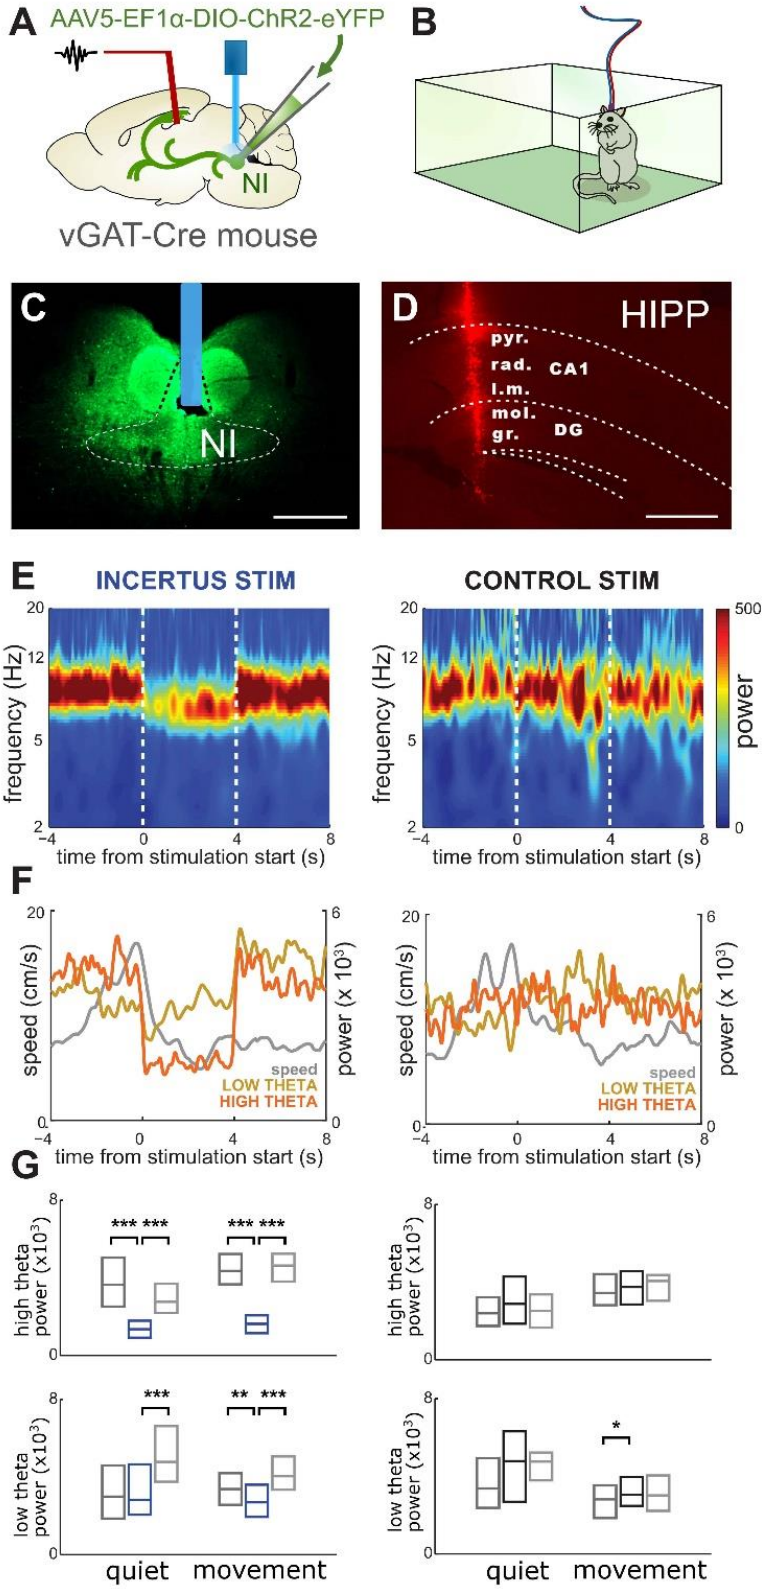 A AAV5-EF1α-DIO-ChR2-eYFP
B
NI
vGAT-Cre mouse
C
NI
D
HIPP
pyr.
rad.
CA1
l.m.
mol.
DG
gr.
E
INCERTUS STIM
CONTROL STIM
frequency (Hz)
20
12
5
2
-4
0
4
8
time from stimulation start (s)
frequency (Hz)
20
12
5
2
-4
0
4
8
time from stimulation start (s)
500
power
0
F
speed (cm/s)
20
0
6
power (x 10³)
0
speed
LOW THETA
HIGH THETA
-4
0
4
8
time from stimulation start (s)
speed (cm/s)
20
0
6
power (x 10³)
0
speed
LOW THETA
HIGH THETA
-4
0
4
8
time from stimulation start (s)
G
high theta
power (x10³)
8
0
*** ***
*** ***
high theta
power (x10³)
8
0
low theta
power (x10³)
8
0
***
** ***
quiet
movement
low theta
power (x10³)
8
0
*
quiet
movement